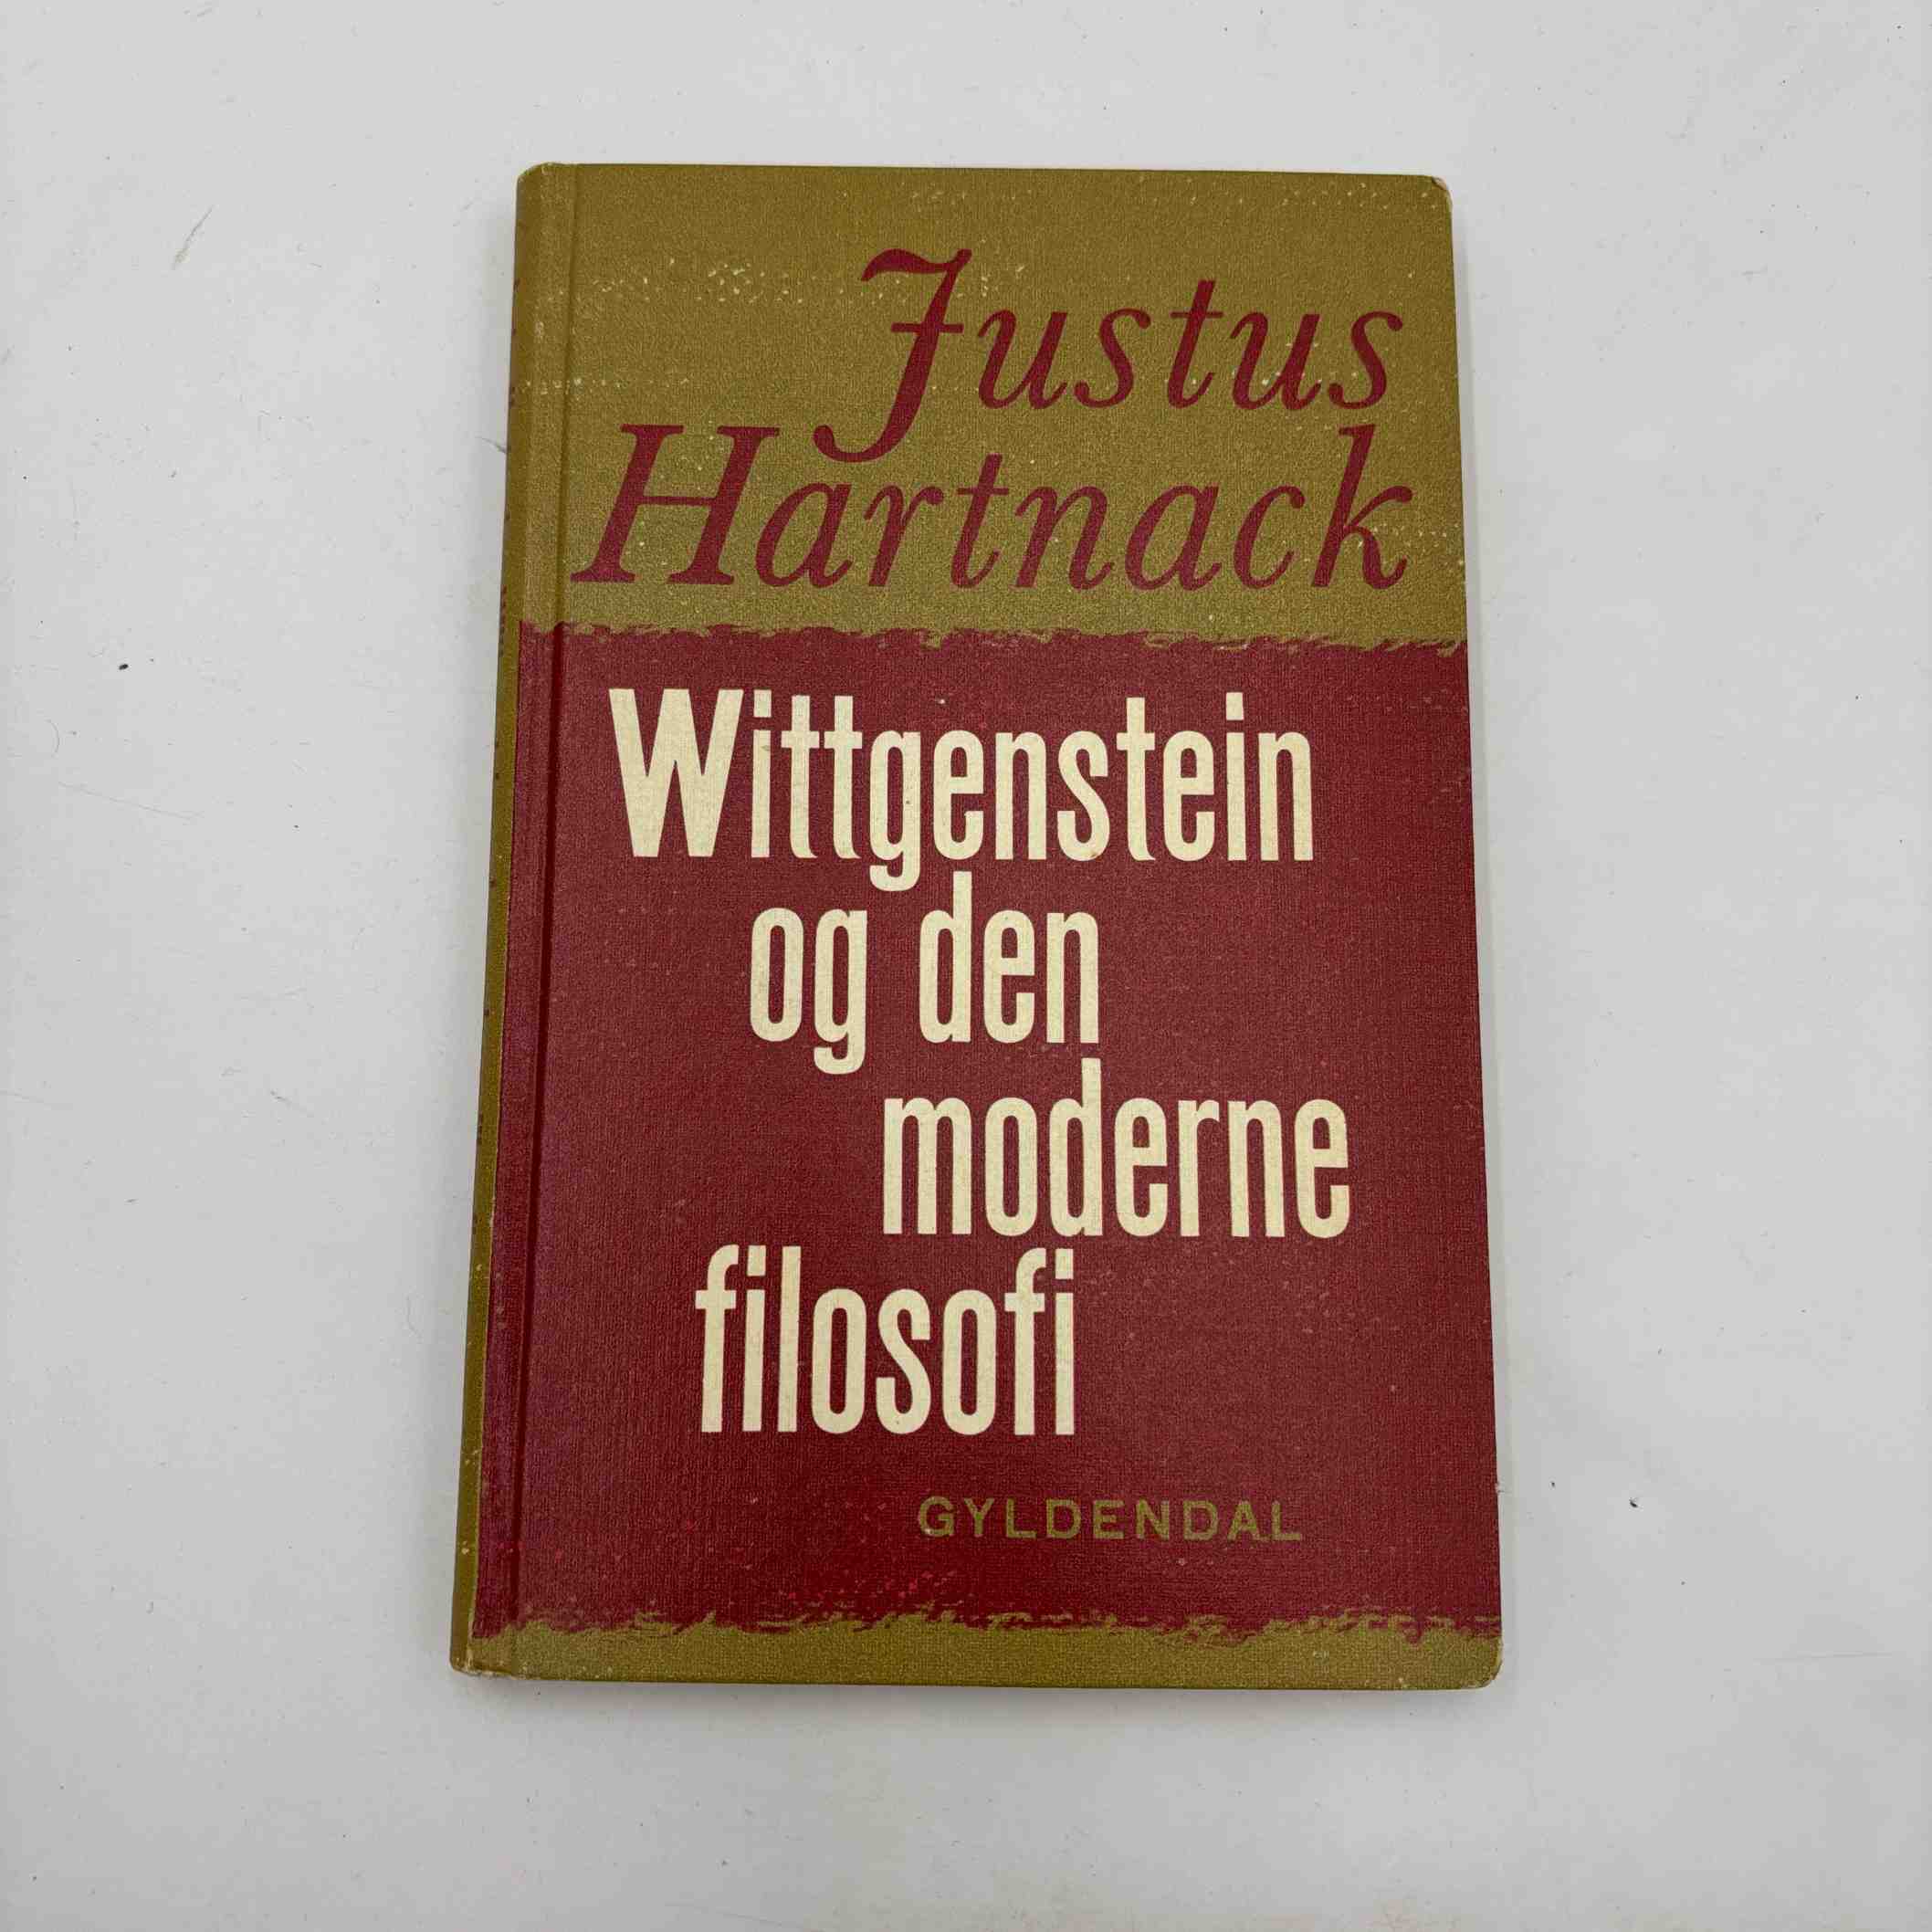 Justus
Hartnack
Wittgenstein
og den
moderne
filosofi
GYLDENDAL